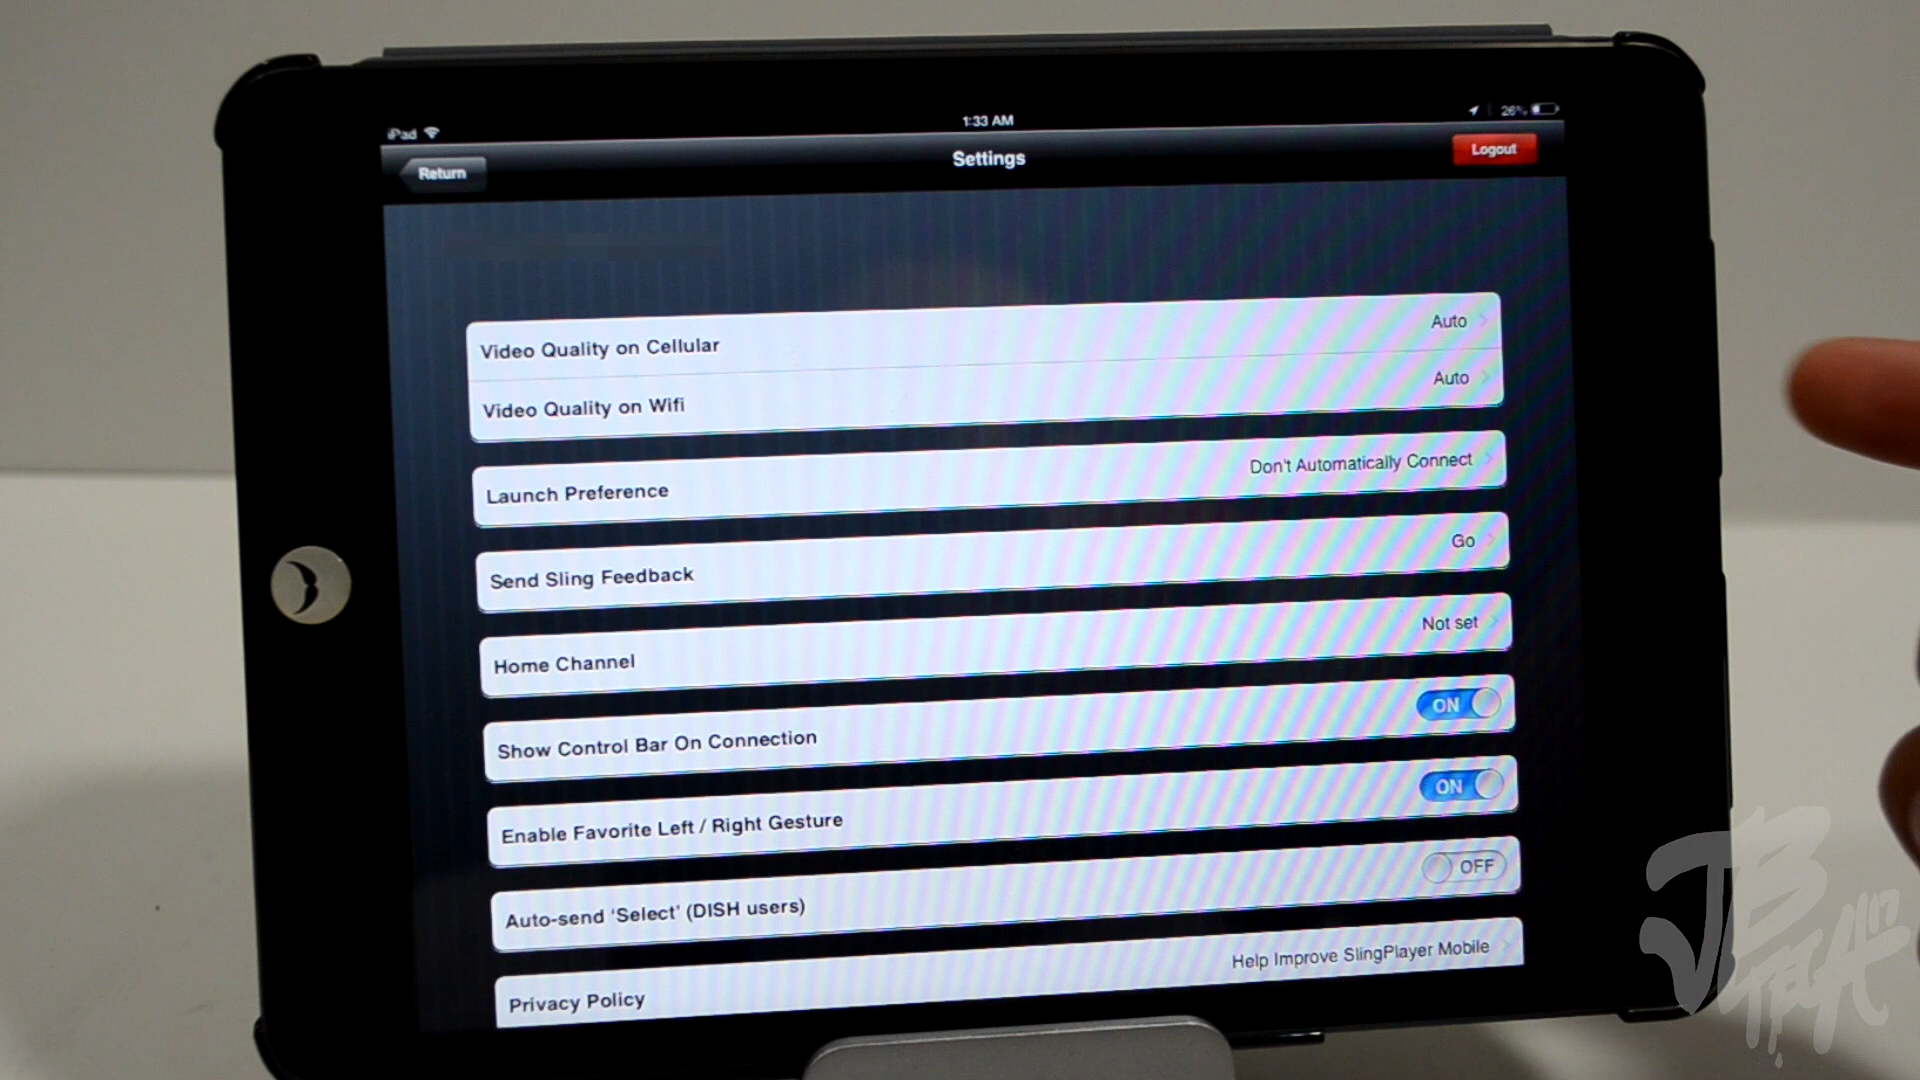 iPad 1:33 AM 26%
Return Settings Logout
Video Quality on Cellular Auto
Video Quality on Wifi Auto
Launch Preference Don't Automatically Connect
Send Sling Feedback Go
Home Channel Not set
Show Control Bar On Connection ON
Enable Favorite Left / Right Gesture ON
Auto-send 'Select' (DISH users) OFF
Privacy Policy Help Improve SlingPlayer Mobile